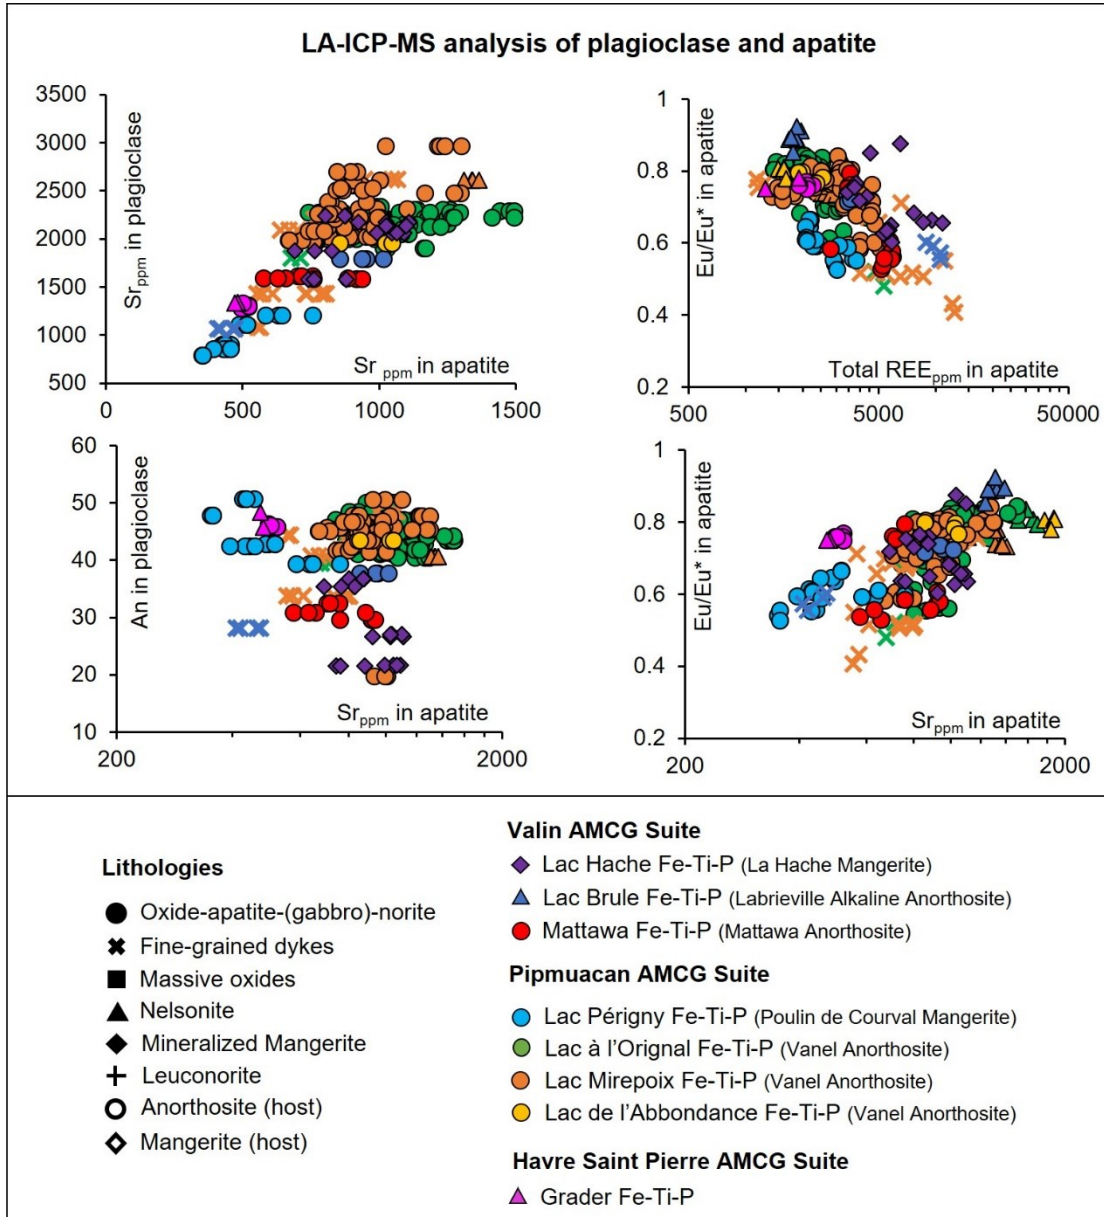 LA-ICP-MS analysis of plagioclase and apatite
3500
3000
2500
2000
1500
1000
500
Sr ppm in plagioclase
Sr ppm in apatite
0
500
1000
1500
1
0.8
0.6
0.4
0.2
Eu/Eu* in apatite
Total REE ppm in apatite
500
5000
50000
60
50
40
30
20
10
An in plagioclase
Sr ppm in apatite
200
2000
1
0.8
0.6
0.4
0.2
Eu/Eu* in apatite
Sr ppm in apatite
200
2000
Lithologies
Oxide-apatite-(gabbro)-norite
Fine-grained dykes
Massive oxides
Nelsonite
Mineralized Mangerite
Leuconorite
Anorthosite (host)
Mangerite (host)
Valin AMCG Suite
Lac Hache Fe-Ti-P (La Hache Mangerite)
Lac Brule Fe-Ti-P (Labrieville Alkaline Anorthosite)
Mattawa Fe-Ti-P (Mattawa Anorthosite)
Pipmuacan AMCG Suite
Lac Périgny Fe-Ti-P (Poulin de Courval Mangerite)
Lac à l'Orignal Fe-Ti-P (Vanel Anorthosite)
Lac Mirepoix Fe-Ti-P (Vanel Anorthosite)
Lac de l'Abbondance Fe-Ti-P (Vanel Anorthosite)
Havre Saint Pierre AMCG Suite
Grader Fe-Ti-P